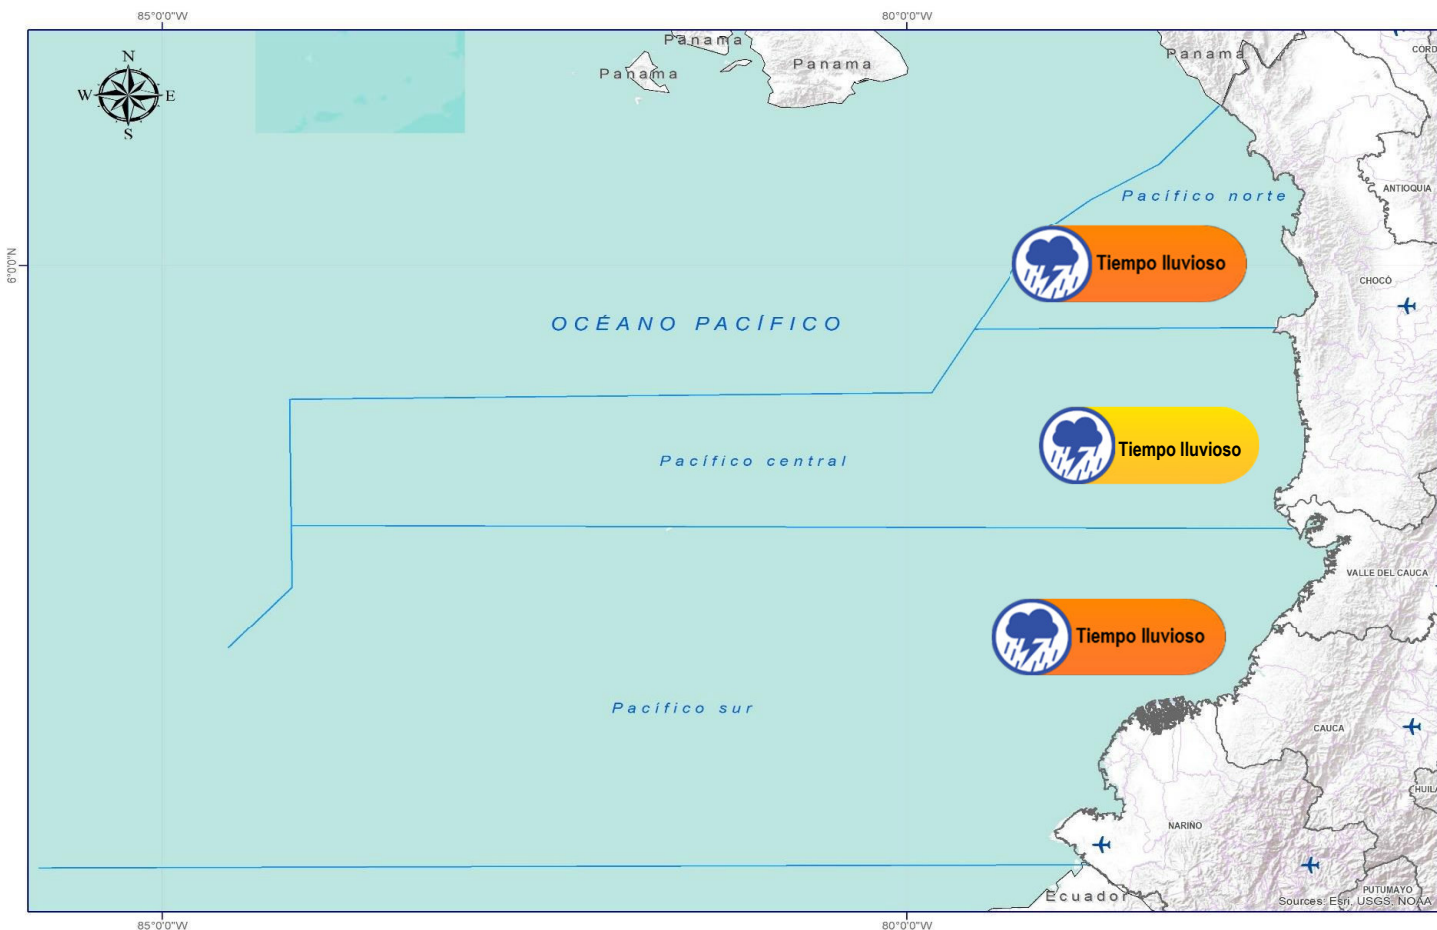 85°0'0"W
80°0'0"W
Panama
Panama
Panama
Panama
CORD
N
W
E
S
ANTIOQUIA
Pacífico norte
6°0'0"N
Tiempo lluvioso
CHOCÓ
OCÉANO PACÍFICO
Tiempo lluvioso
Pacífico central
VALLE DEL CAUCA
Tiempo lluvioso
Pacífico sur
CAUCA
HUILA
NARIÑO
PUTUMAYO
Ecuador
Sources: Esri, USGS, NOAA
85°0'0"W
80°0'0"W